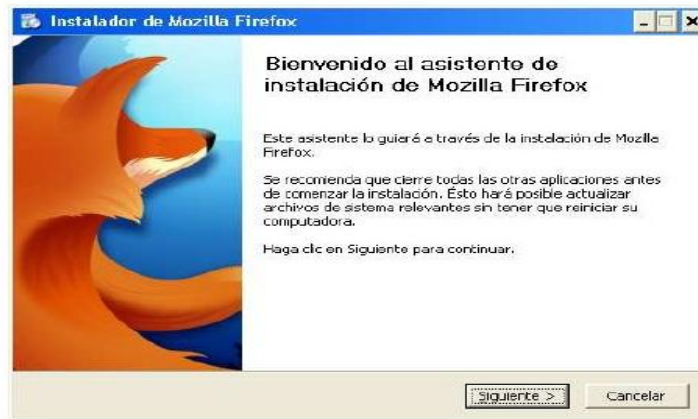 Instalador de Mozilla Firefox
Bienvenido al asistente de
instalación de Mozilla Firefox
Este asistente lo guiará a través de la instalación de Mozilla
Firefox.
Se recomienda que cierre todas las otras aplicaciones antes
de comenzar la instalación. Ésto hará posible actualizar
archivos de sistema relevantes sin tener que reiniciar su
computadora.
Haga clic en Siguiente para continuar.
Siguiente > Cancelar